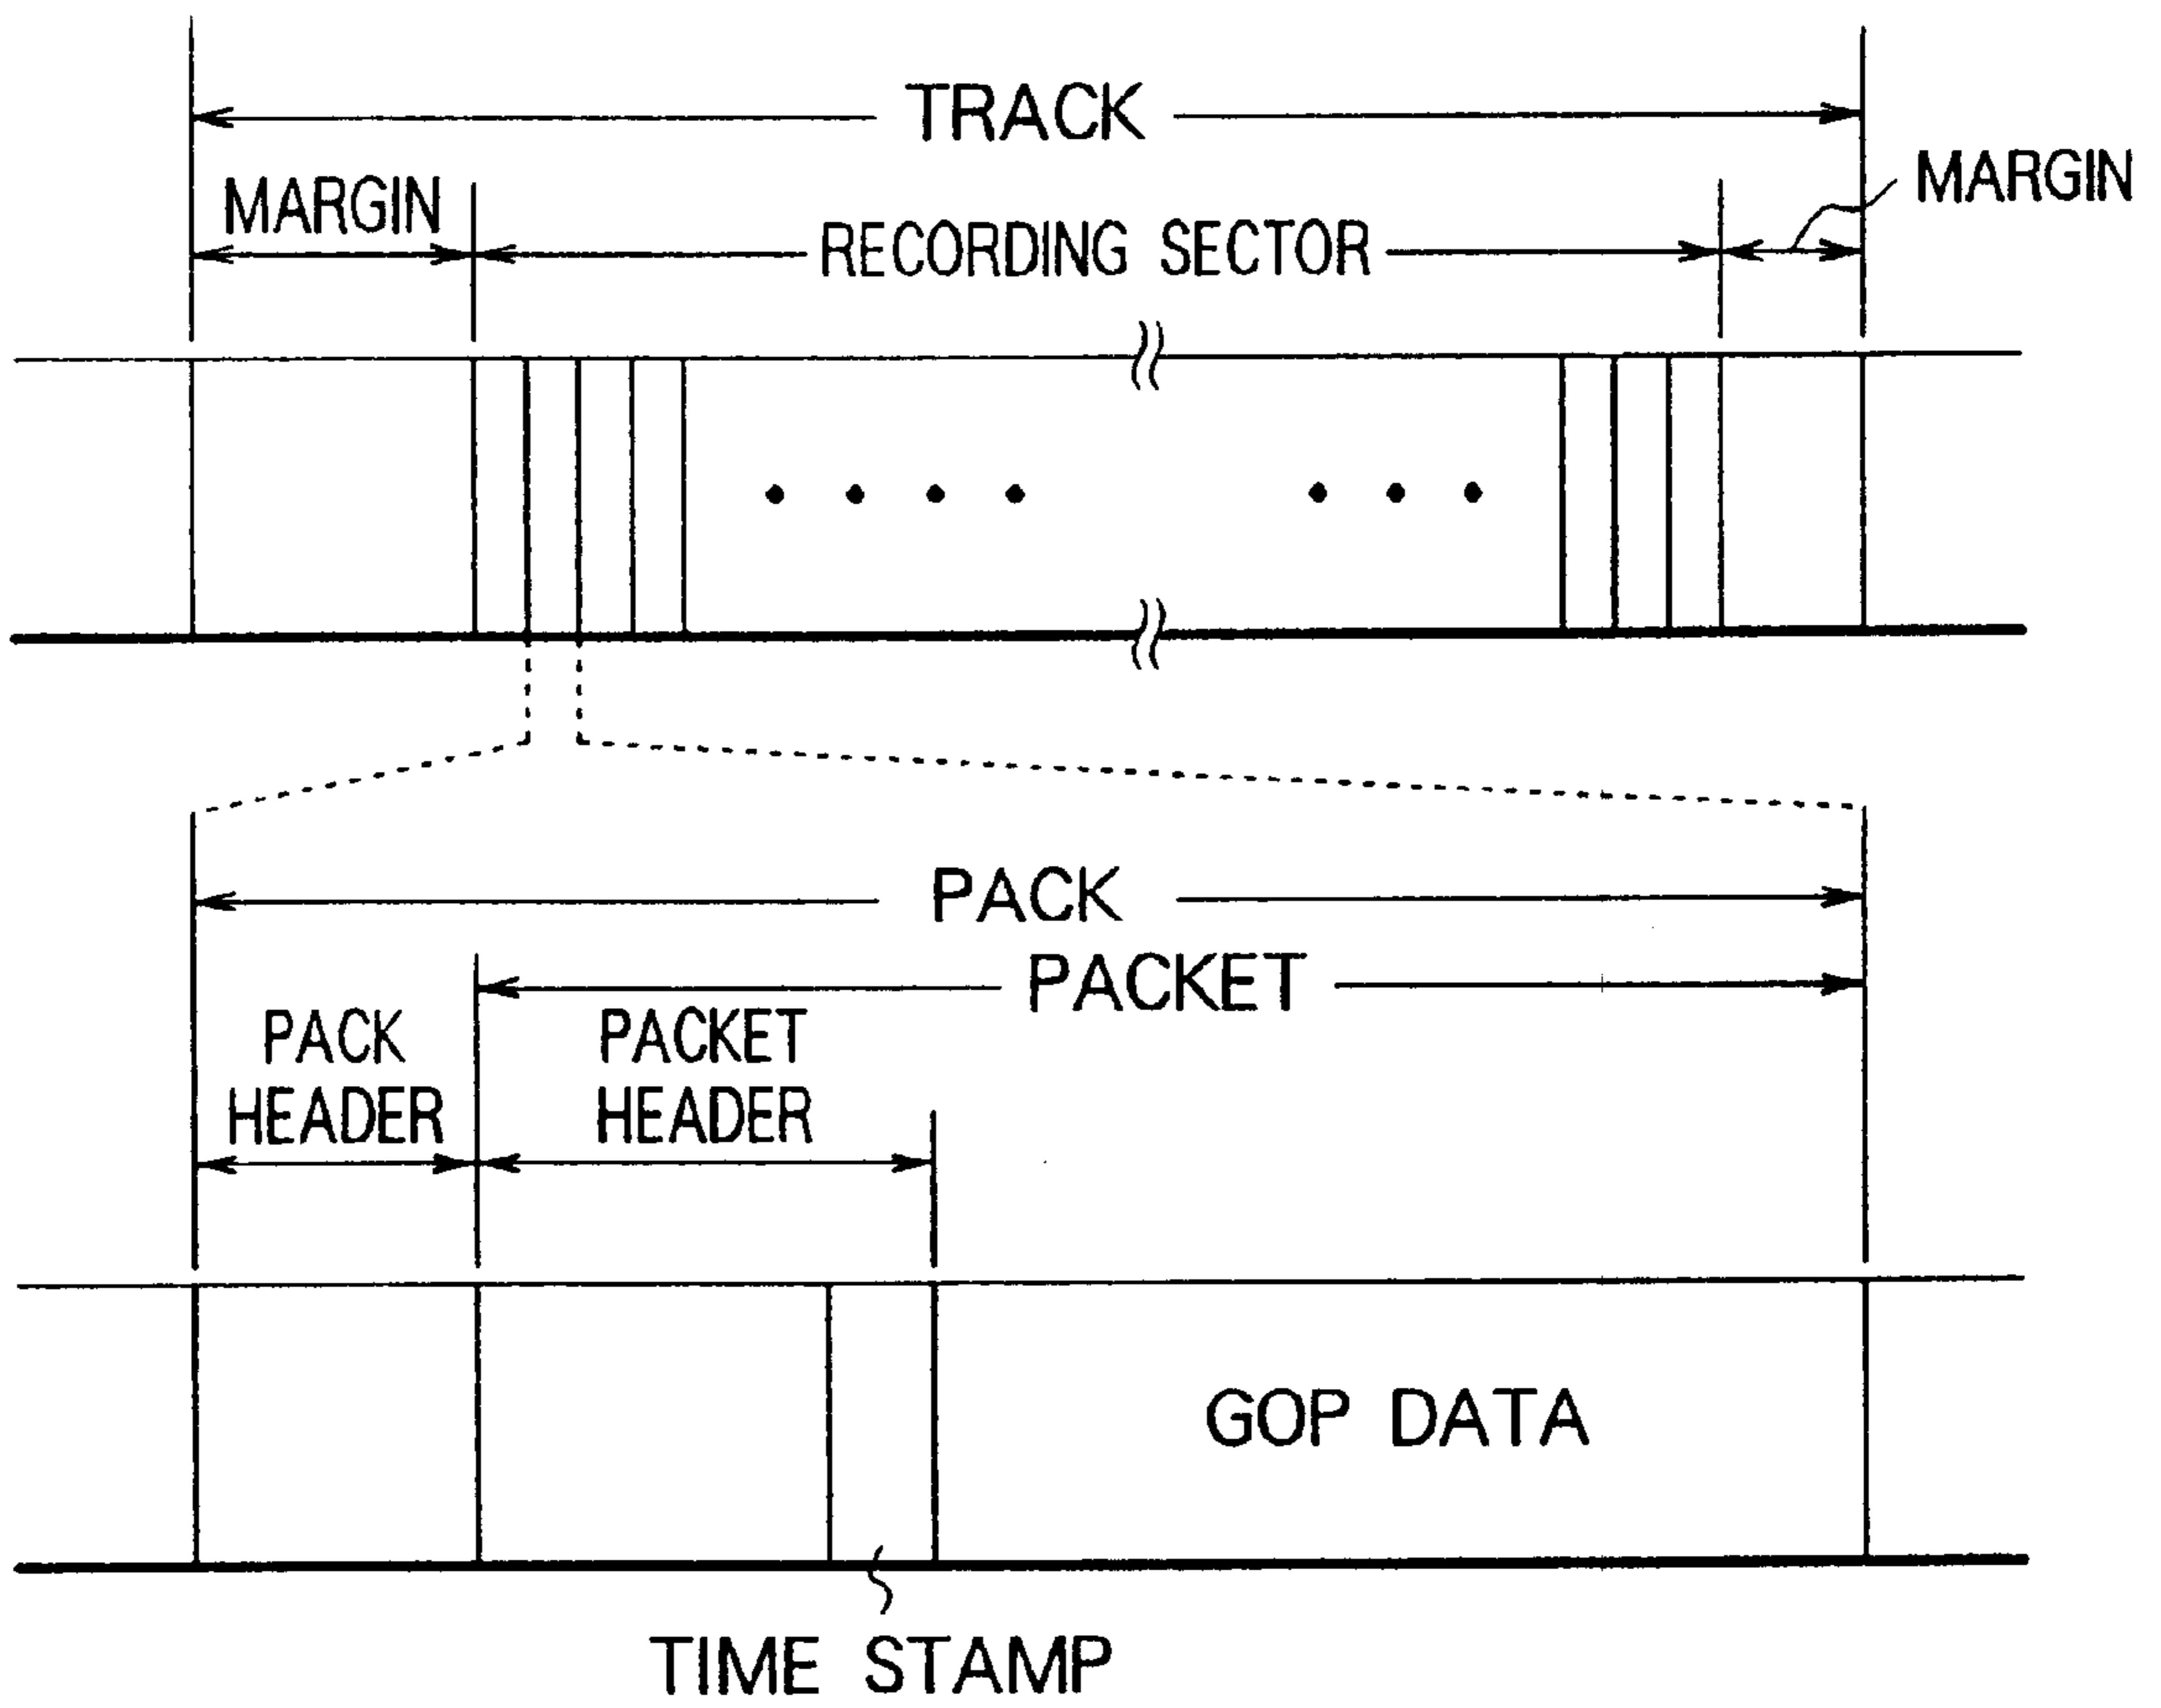 TRACK
MARGIN
MARGIN
RECORDING SECTOR
PACK
PACKET
PACK
HEADER
PACKET
HEADER
GOP DATA
TIME STAMP